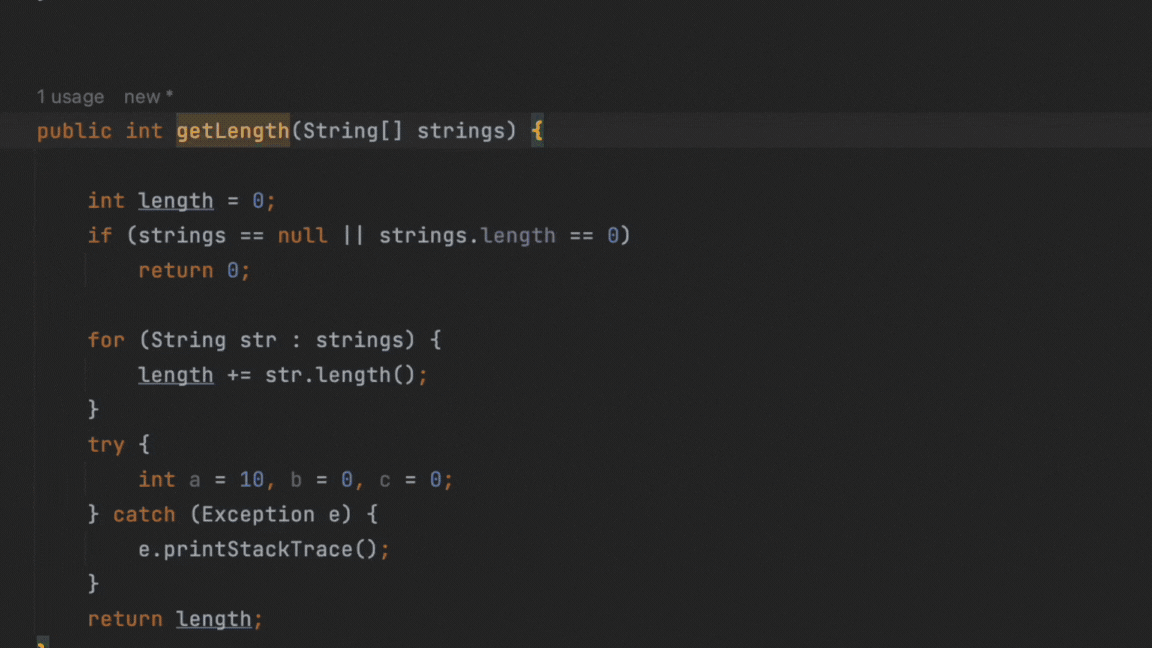 1 usage   new *
public int getLength(String[] strings) {
    int length = 0;
    if (strings == null || strings.length == 0)
        return 0;
    for (String str : strings) {
        length += str.length();
    }
    try {
        int a = 10, b = 0, c = 0;
    } catch (Exception e) {
        e.printStackTrace();
    }
    return length;